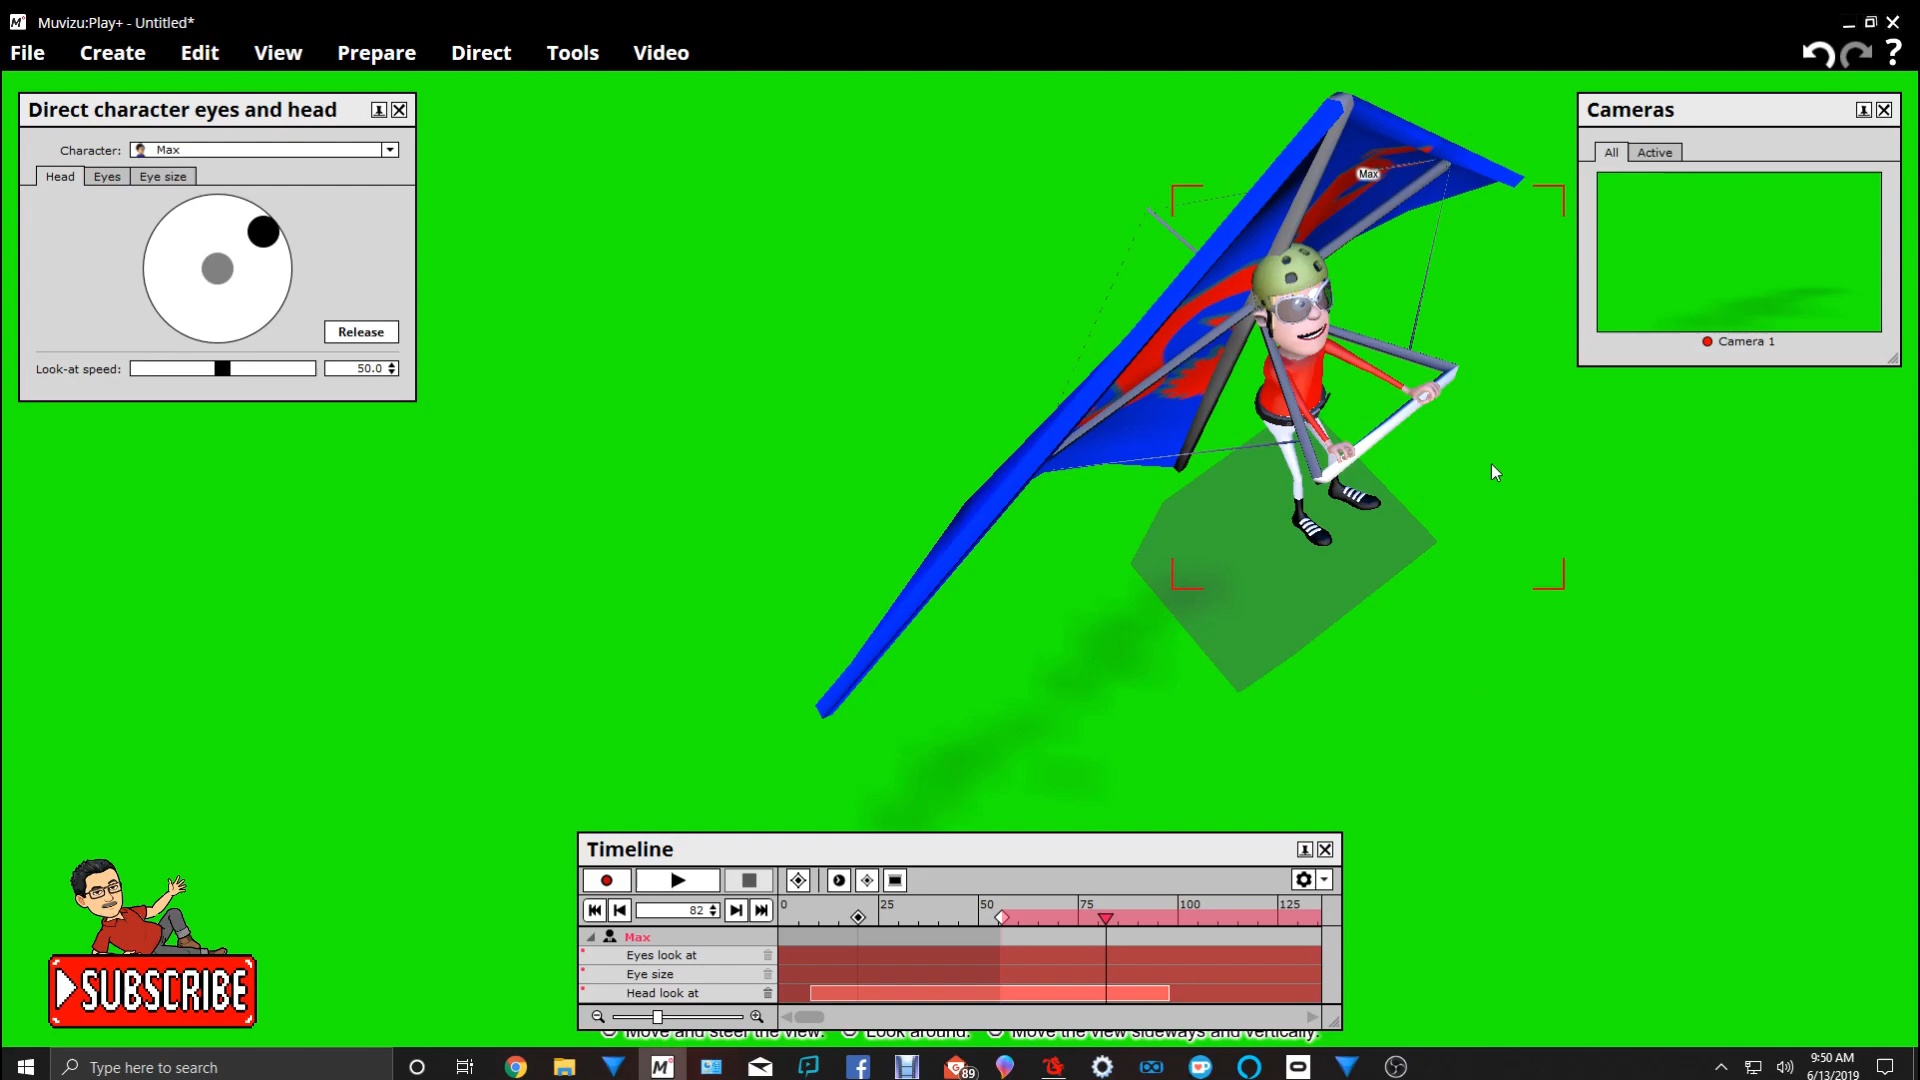 Muvizu:Play+ - Untitled*
File Create Edit View Prepare Direct Tools Video ?
Direct character eyes and head
Character: Max
Head Eyes Eye size
Release
Look-at speed: 50.0
Max
Cameras
All Active
Camera 1
SUBSCRIBE
Timeline
82 0 25 50 75 100 125
Max
Eyes look at
Eye size
Head look at
Move and steer the view. Look around. Move the view sideways and vertically.
Type here to search
M
89
9:50 AM
6/13/2019